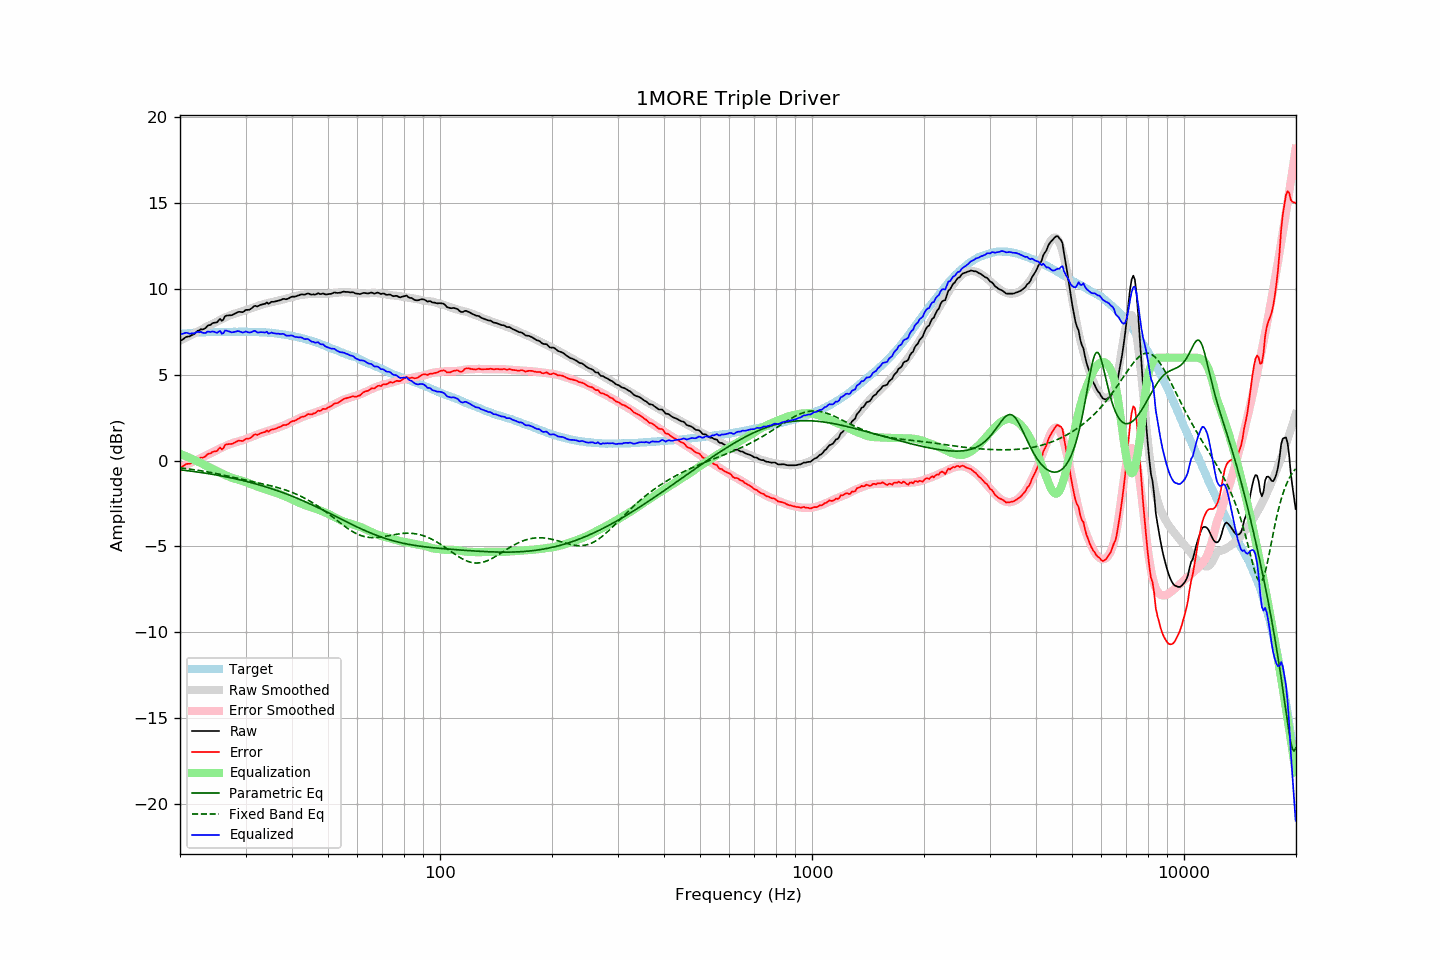 1MORE Triple Driver
Amplitude (dBr)
20
15
10
5
0
−5
−10
−15
−20
Target
Raw Smoothed
Error Smoothed
Raw
Error
Equalization
Parametric Eq
Fixed Band Eq
Equalized
100
1000
10000
Frequency (Hz)